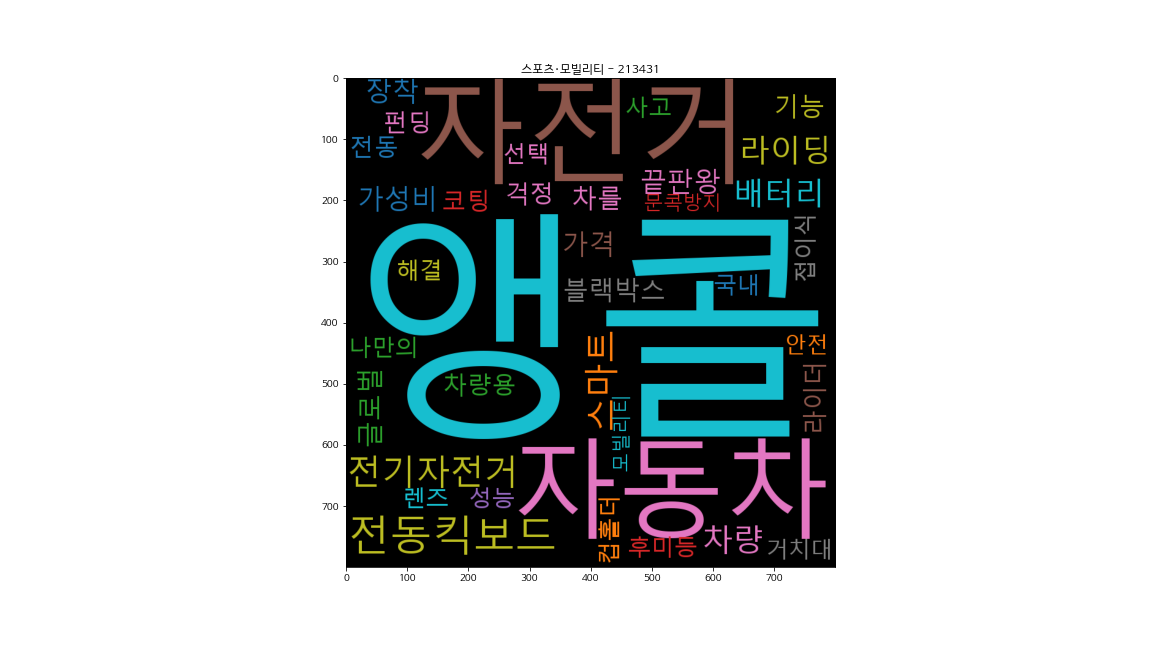 스포츠·모빌리티 - 213431
0
100
200
300
400
500
600
700
0 100 200 300 400 500 600 700
장착
자전거
사고
기능
펀딩
전동
선택
라이딩
가성비
코팅
걱정
차를
끝판왕
문콕방지
배터리
앵콜
가격
접이식
해결
블랙박스
국내
나만의
스마트
안전
글로벌
차량용
모빌리티
라이더
전기자전거
자동차
렌즈
성능
전동킥보드
컵홀더
후미등
차량
거치대